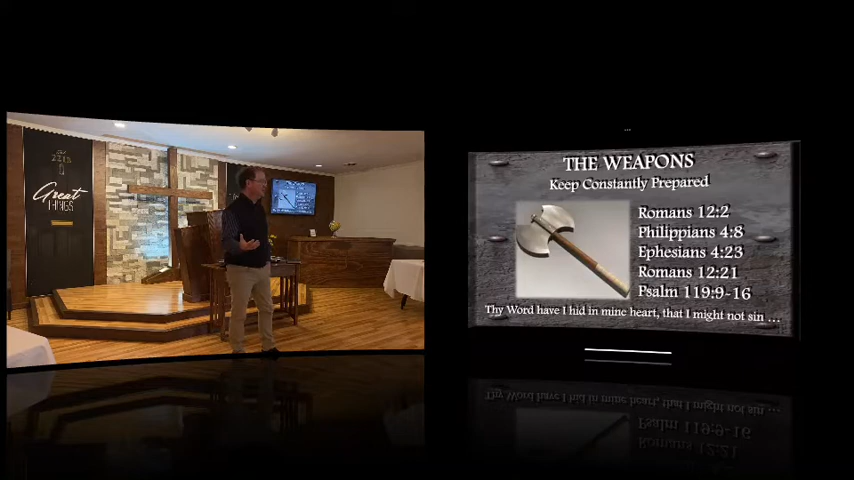 Great
THINGS
THE WEAPONS
Keep Constantly Prepared
Romans 12:2
Philippians 4:8
Ephesians 4:23
Romans 12:21
Psalm 119:9-16
Thy Word have I hid in mine heart, that I might not sin ...